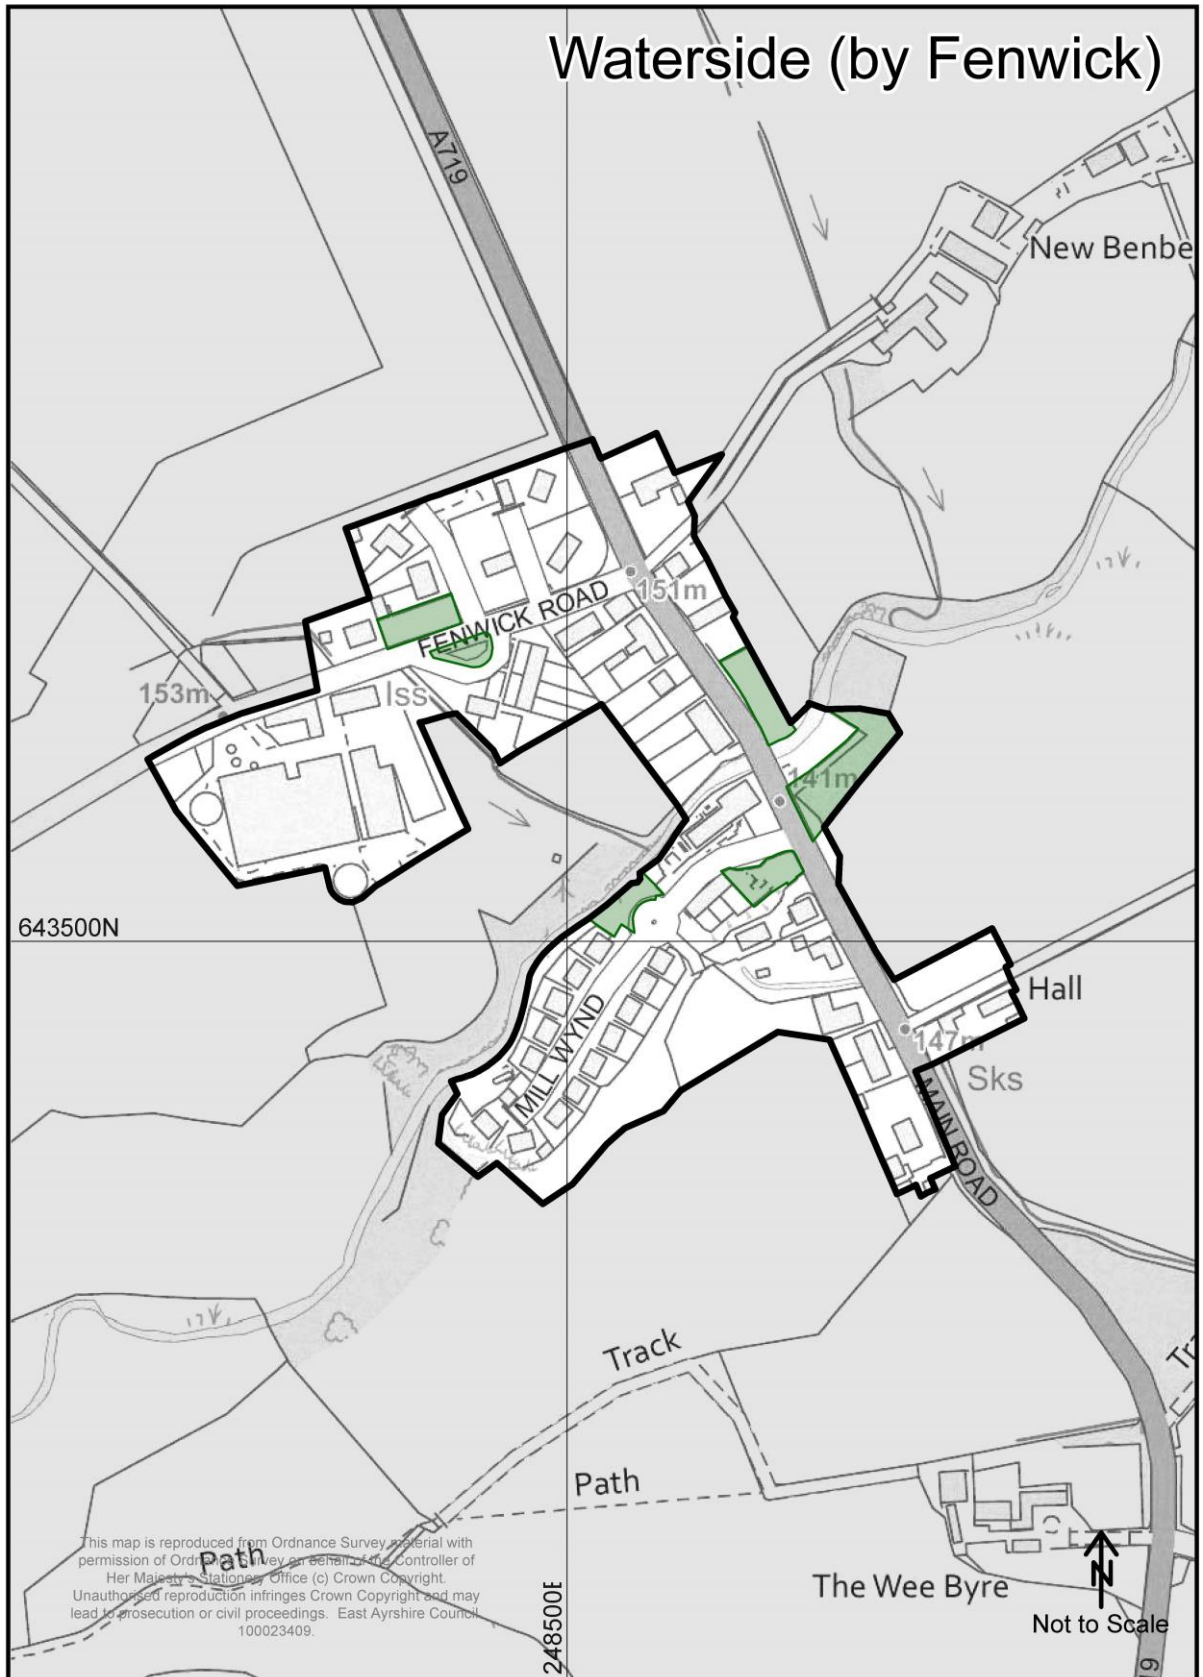 Waterside (by Fenwick)
A719
New Benbe
151m
FENWICK ROAD
153m
Iss
141m
643500N
Hall
147m
Sks
MILL WYND
MAIN ROAD
Track
Tr
Path
Path
This map is reproduced from Ordnance Survey material with
permission of Ordnance Survey on behalf of the Controller of
Her Majesty's Stationery Office (c) Crown Copyright.
Unauthorised reproduction infringes Crown Copyright and may
lead to prosecution or civil proceedings. East Ayrshire Council
100023409.
248500E
The Wee Byre
N
Not to Scale
19